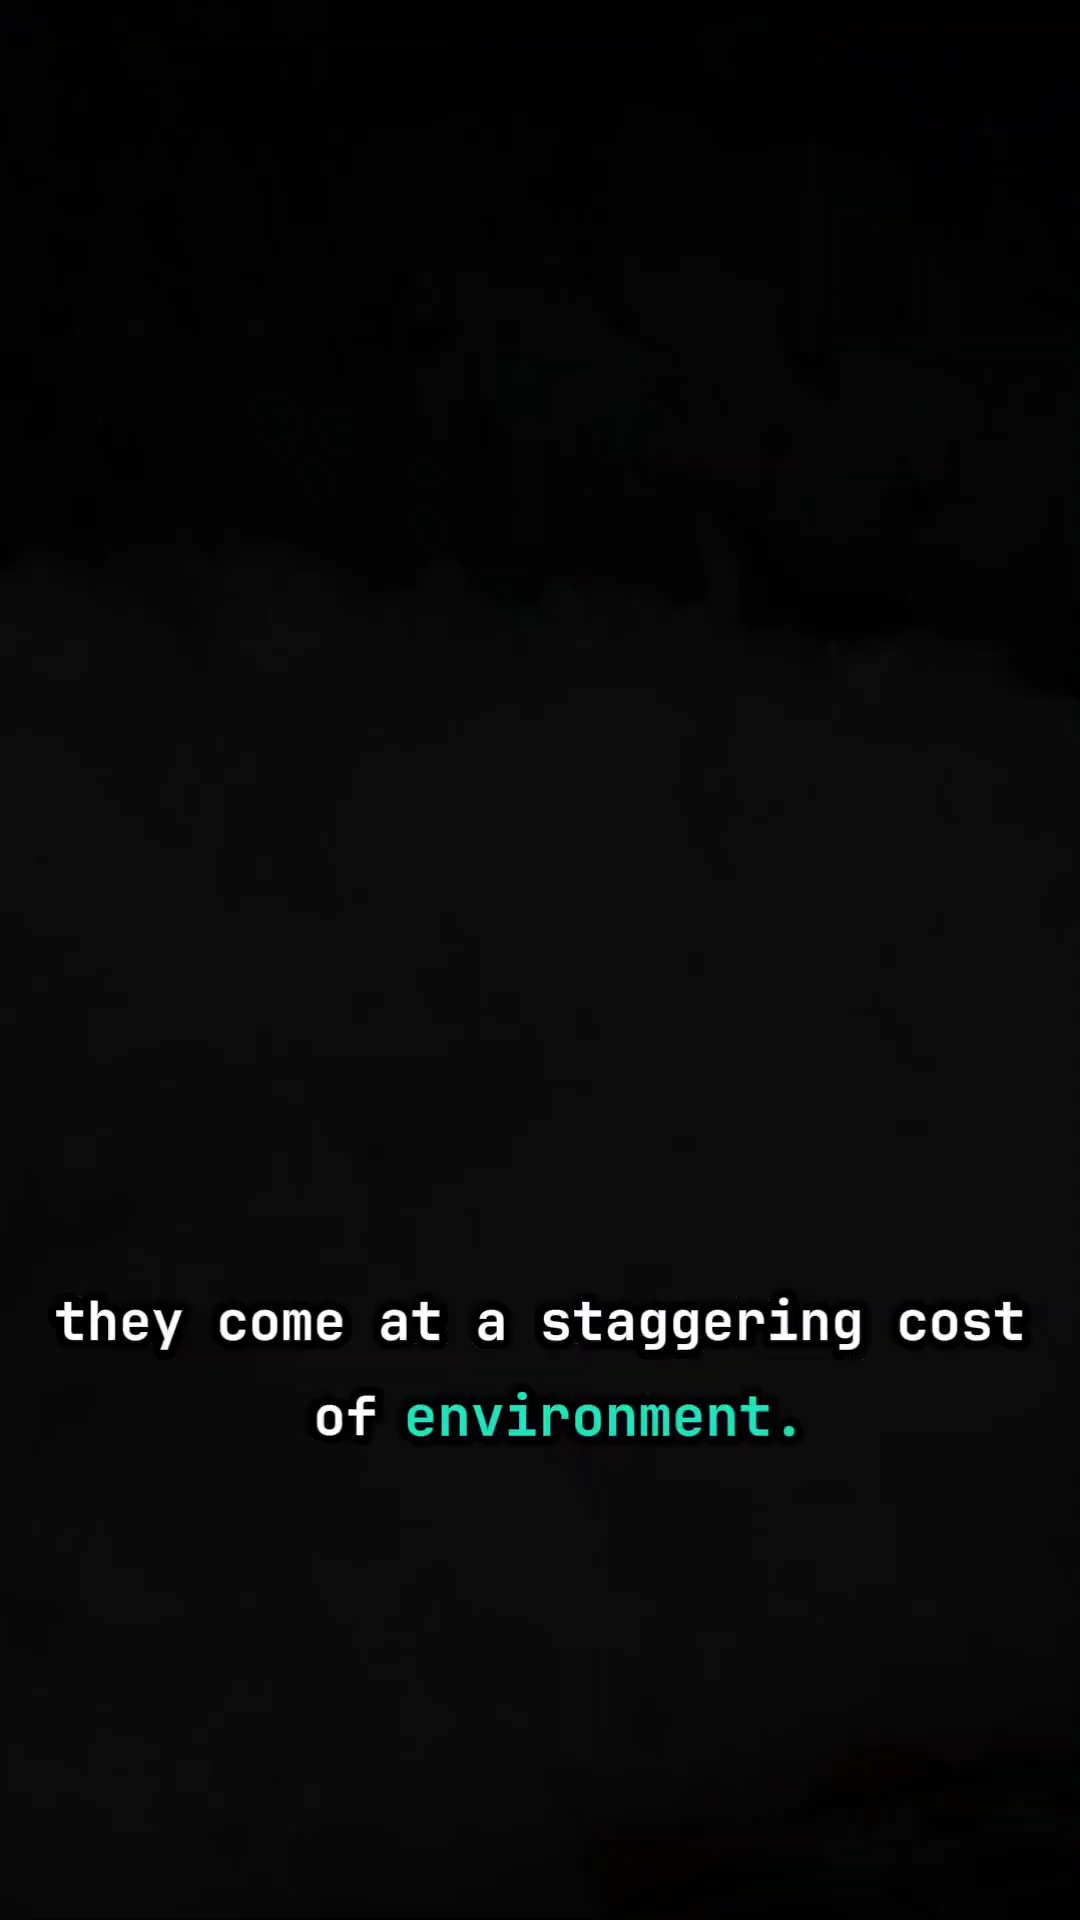 they come at a staggering cost
of environment.